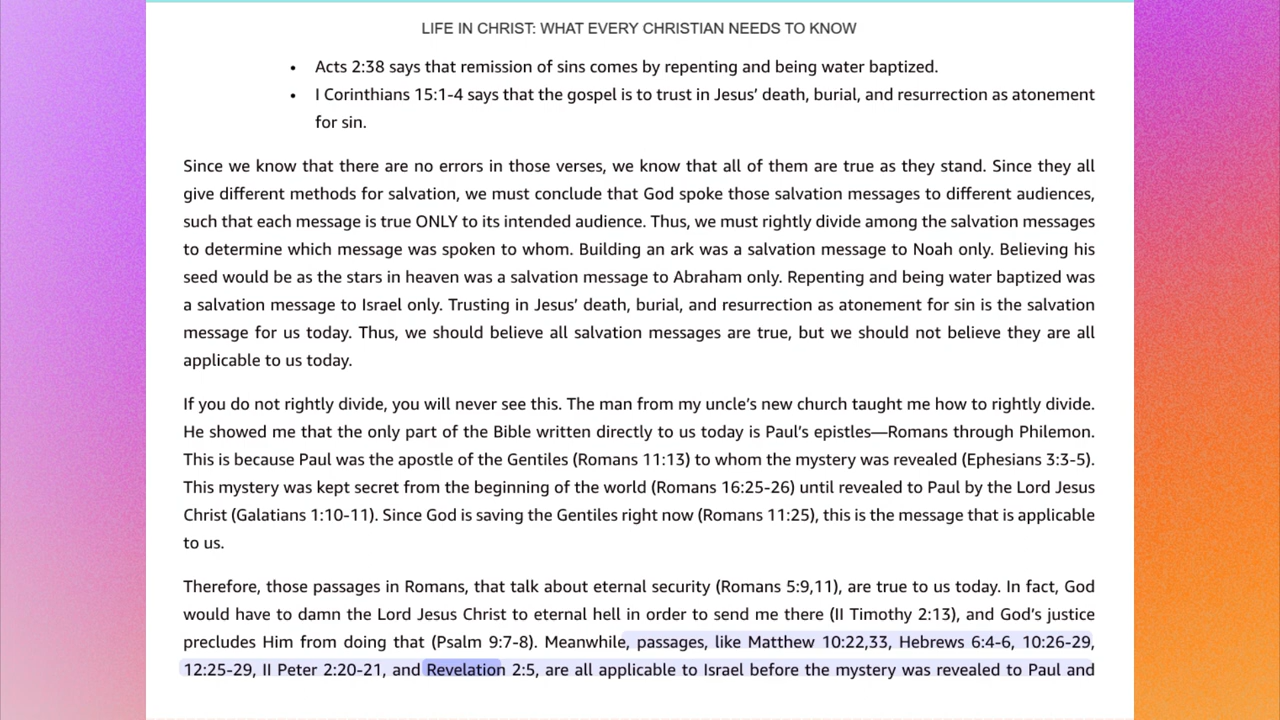 LIFE IN CHRIST: WHAT EVERY CHRISTIAN NEEDS TO KNOW
• Acts 2:38 says that remission of sins comes by repenting and being water baptized.
• I Corinthians 15:1-4 says that the gospel is to trust in Jesus’ death, burial, and resurrection as atonement
for sin.
Since we know that there are no errors in those verses, we know that all of them are true as they stand. Since they all
give different methods for salvation, we must conclude that God spoke those salvation messages to different audiences,
such that each message is true ONLY to its intended audience. Thus, we must rightly divide among the salvation messages
to determine which message was spoken to whom. Building an ark was a salvation message to Noah only. Believing his
seed would be as the stars in heaven was a salvation message to Abraham only. Repenting and being water baptized was
a salvation message to Israel only. Trusting in Jesus’ death, burial, and resurrection as atonement for sin is the salvation
message for us today. Thus, we should believe all salvation messages are true, but we should not believe they are all
applicable to us today.
If you do not rightly divide, you will never see this. The man from my uncle’s new church taught me how to rightly divide.
He showed me that the only part of the Bible written directly to us today is Paul’s epistles—Romans through Philemon.
This is because Paul was the apostle of the Gentiles (Romans 11:13) to whom the mystery was revealed (Ephesians 3:3-5).
This mystery was kept secret from the beginning of the world (Romans 16:25-26) until revealed to Paul by the Lord Jesus
Christ (Galatians 1:10-11). Since God is saving the Gentiles right now (Romans 11:25), this is the message that is applicable
to us.
Therefore, those passages in Romans, that talk about eternal security (Romans 5:9,11), are true to us today. In fact, God
would have to damn the Lord Jesus Christ to eternal hell in order to send me there (II Timothy 2:13), and God’s justice
precludes Him from doing that (Psalm 9:7-8). Meanwhile, passages, like Matthew 10:22,33, Hebrews 6:4-6, 10:26-29,
12:25-29, II Peter 2:20-21, and Revelation 2:5, are all applicable to Israel before the mystery was revealed to Paul and